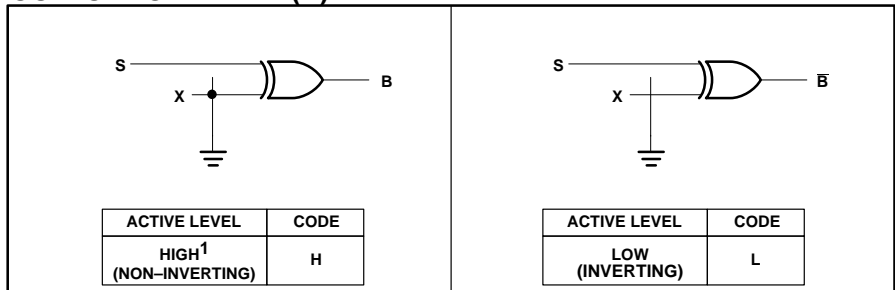 S
X
B
ACTIVE LEVEL CODE
HIGH1
(NON–INVERTING)
H
S
X
B
ACTIVE LEVEL CODE
LOW
(INVERTING)
L